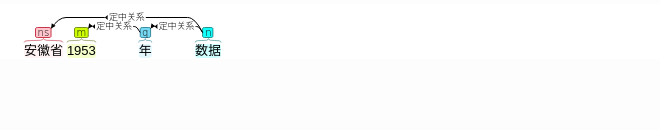 定中关系
定中关系 定中关系
ns m q n
安徽省 1953 年 数据